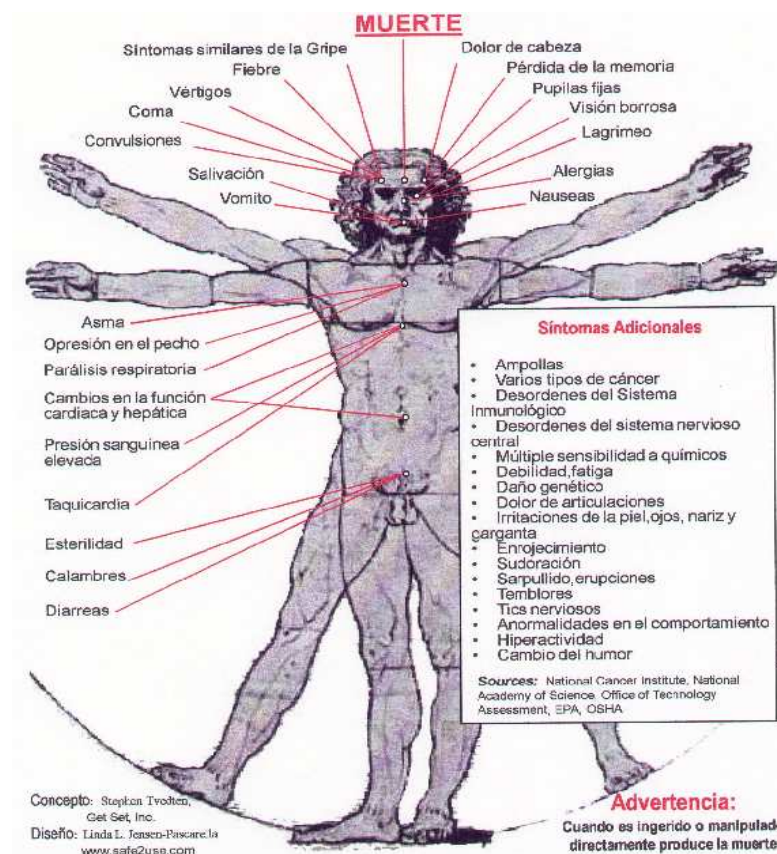 MUERTE
Síntomas similares de la Gripe
Fiebre
Vértigos
Coma
Convulsiones
Salivación
Vomito
Dolor de cabeza
Pérdida de la memoria
Pupilas fijas
Visión borrosa
Lagrimeo
Alergias
Nauseas
Asma
Opresión en el pecho
Parálisis respiratoria
Cambios en la función
cardiaca y hepática
Presión sanguinea
elevada
Taquicardia
Esterilidad
Calambres
Diarreas
Síntomas Adicionales
• Ampollas
• Varios tipos de cáncer
• Desordenes del Sistema
Inmunológico
• Desordenes del sistema nervioso
central
• Múltiple sensibilidad a químicos
• Debilidad,fatiga
• Daño genético
• Dolor de articulaciones
• Irritaciones de la piel,ojos, nariz y
garganta
• Enrojecimiento
• Sudoración
• Sarpullido,erupciones
• Temblores
• Tics nerviosos
• Anormalidades en el comportamiento
• Hiperactividad
• Cambio del humor
Sources: National Cancer Institute, National
Academy of Science, Office of Technology
Assessment, EPA, OSHA
Concepto: Stephen Tvedten,
Get Set, Inc.
Diseño: Linda L. Jensen-Pascarella
www.safe2use.com
Advertencia:
Cuando es ingerido o manipulado
directamente produce la muerte